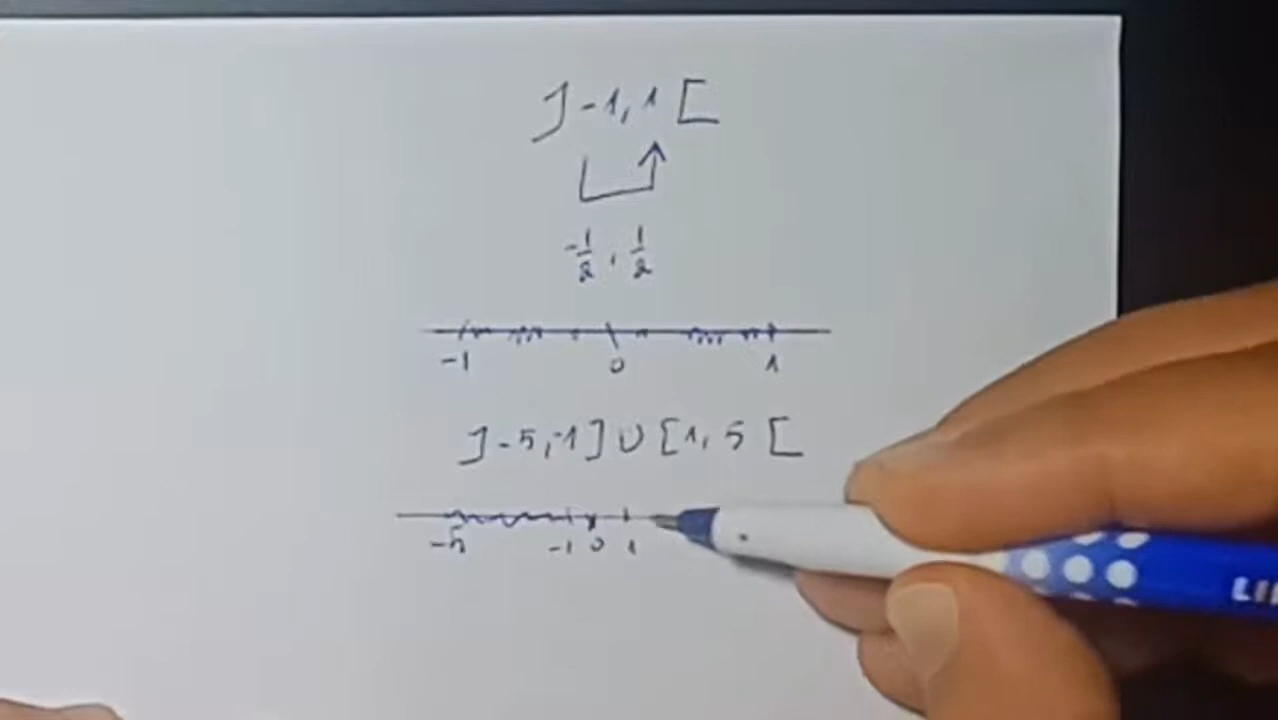 ]-1,1[
-1/2, 1/2
-1 0 1
]-5,-1]∪[1,5[
-5 -1 0 1